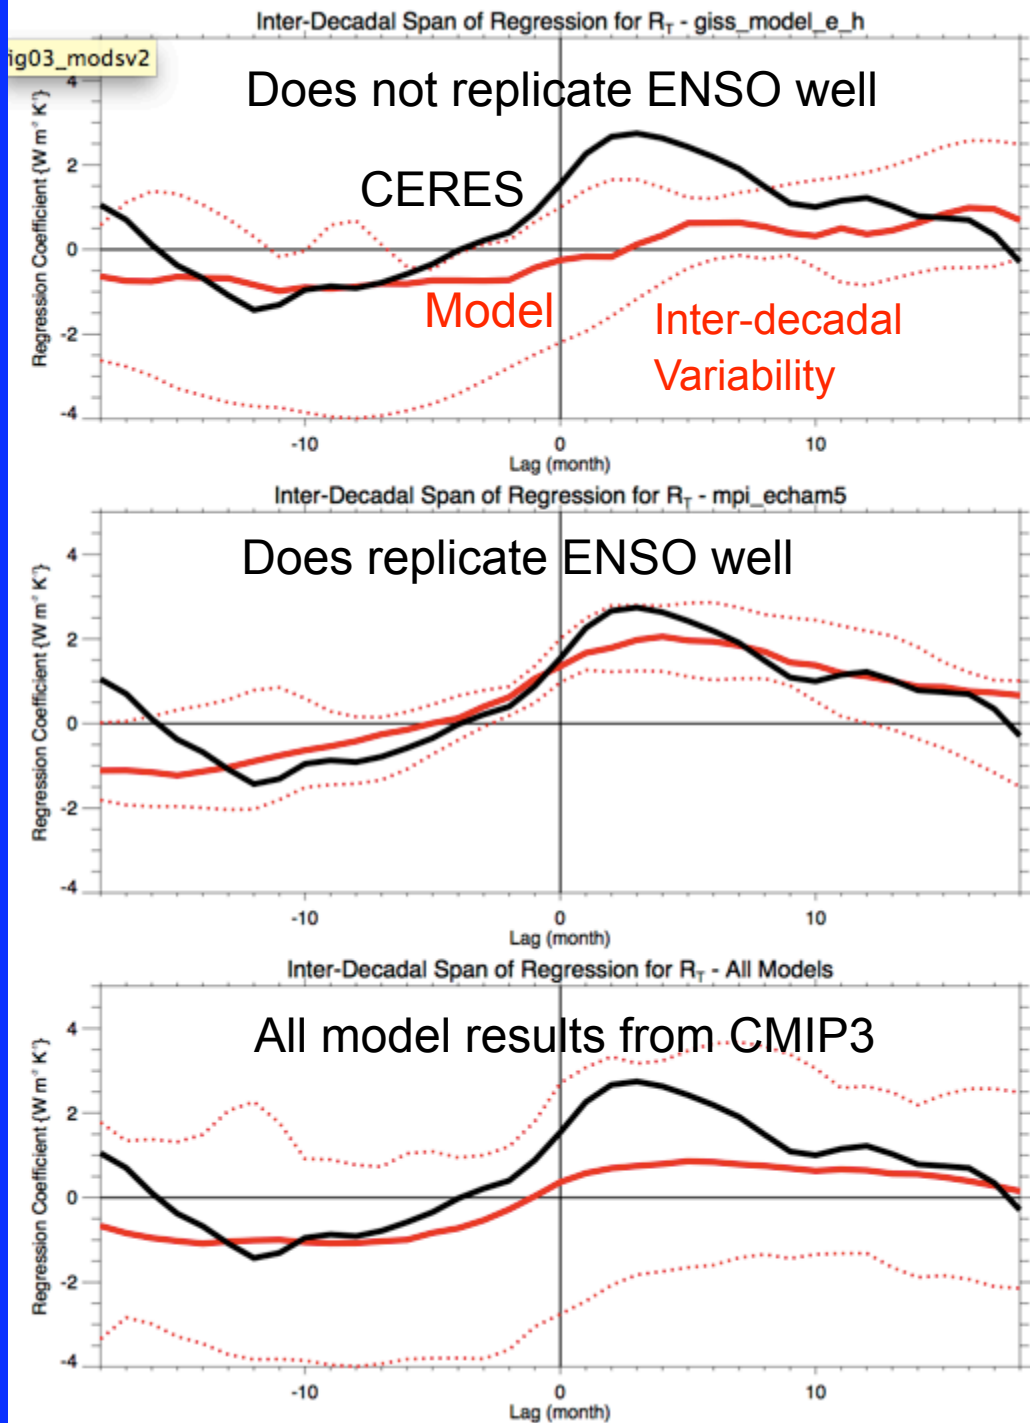 Inter-Decadal Span of Regression for R_T - giss_model_e_h
ig03_modsv2
Does not replicate ENSO well
CERES
Model
Inter-decadal
Variability
Regression Coefficient {W m⁻² K⁻¹}
4
2
0
-2
-4
-10
0
10
Lag (month)
Inter-Decadal Span of Regression for R_T - mpi_echam5
Does replicate ENSO well
Regression Coefficient {W m⁻² K⁻¹}
4
2
0
-2
-4
-10
0
10
Lag (month)
Inter-Decadal Span of Regression for R_T - All Models
All model results from CMIP3
Regression Coefficient {W m⁻² K⁻¹}
4
2
0
-2
-4
-10
0
10
Lag (month)